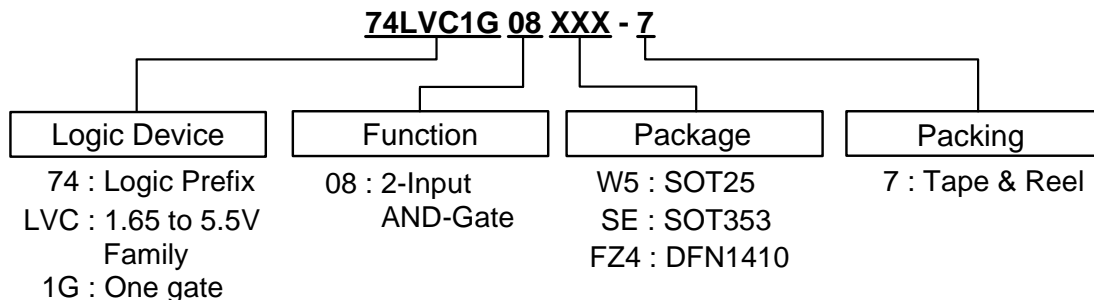 74LVC1G 08 XXX - 7
Logic Device
74 : Logic Prefix
LVC : 1.65 to 5.5V
Family
1G : One gate
Function
08 : 2-Input
AND-Gate
Package
W5 : SOT25
SE : SOT353
FZ4 : DFN1410
Packing
7 : Tape & Reel